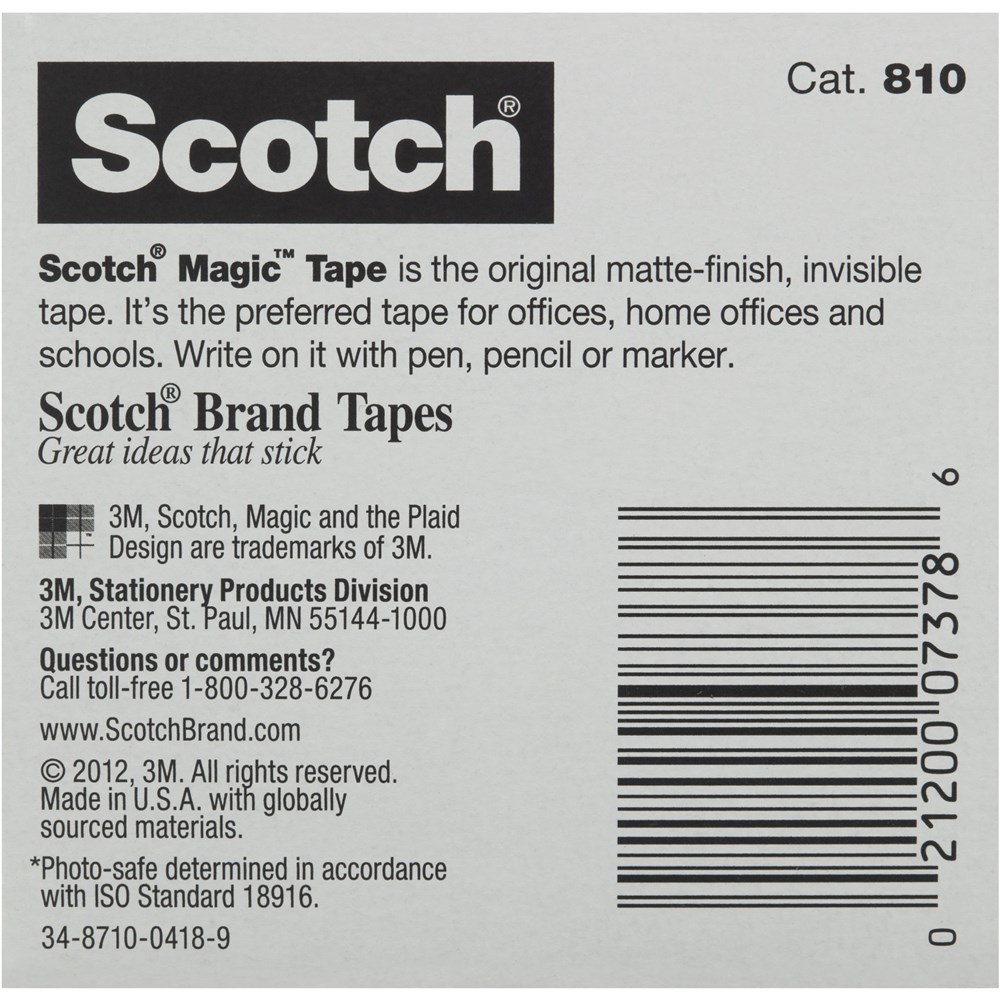 Cat. 810
Scotch®
Scotch® Magic™ Tape is the original matte-finish, invisible
tape. It's the preferred tape for offices, home offices and
schools. Write on it with pen, pencil or marker.
Scotch® Brand Tapes
Great ideas that stick
3M, Scotch, Magic and the Plaid
Design are trademarks of 3M.
3M, Stationery Products Division
3M Center, St. Paul, MN 55144-1000
Questions or comments?
Call toll-free 1-800-328-6276
www.ScotchBrand.com
© 2012, 3M. All rights reserved.
Made in U.S.A. with globally
sourced materials.
*Photo-safe determined in accordance
with ISO Standard 18916.
34-8710-0418-9
0 21200 07378 6